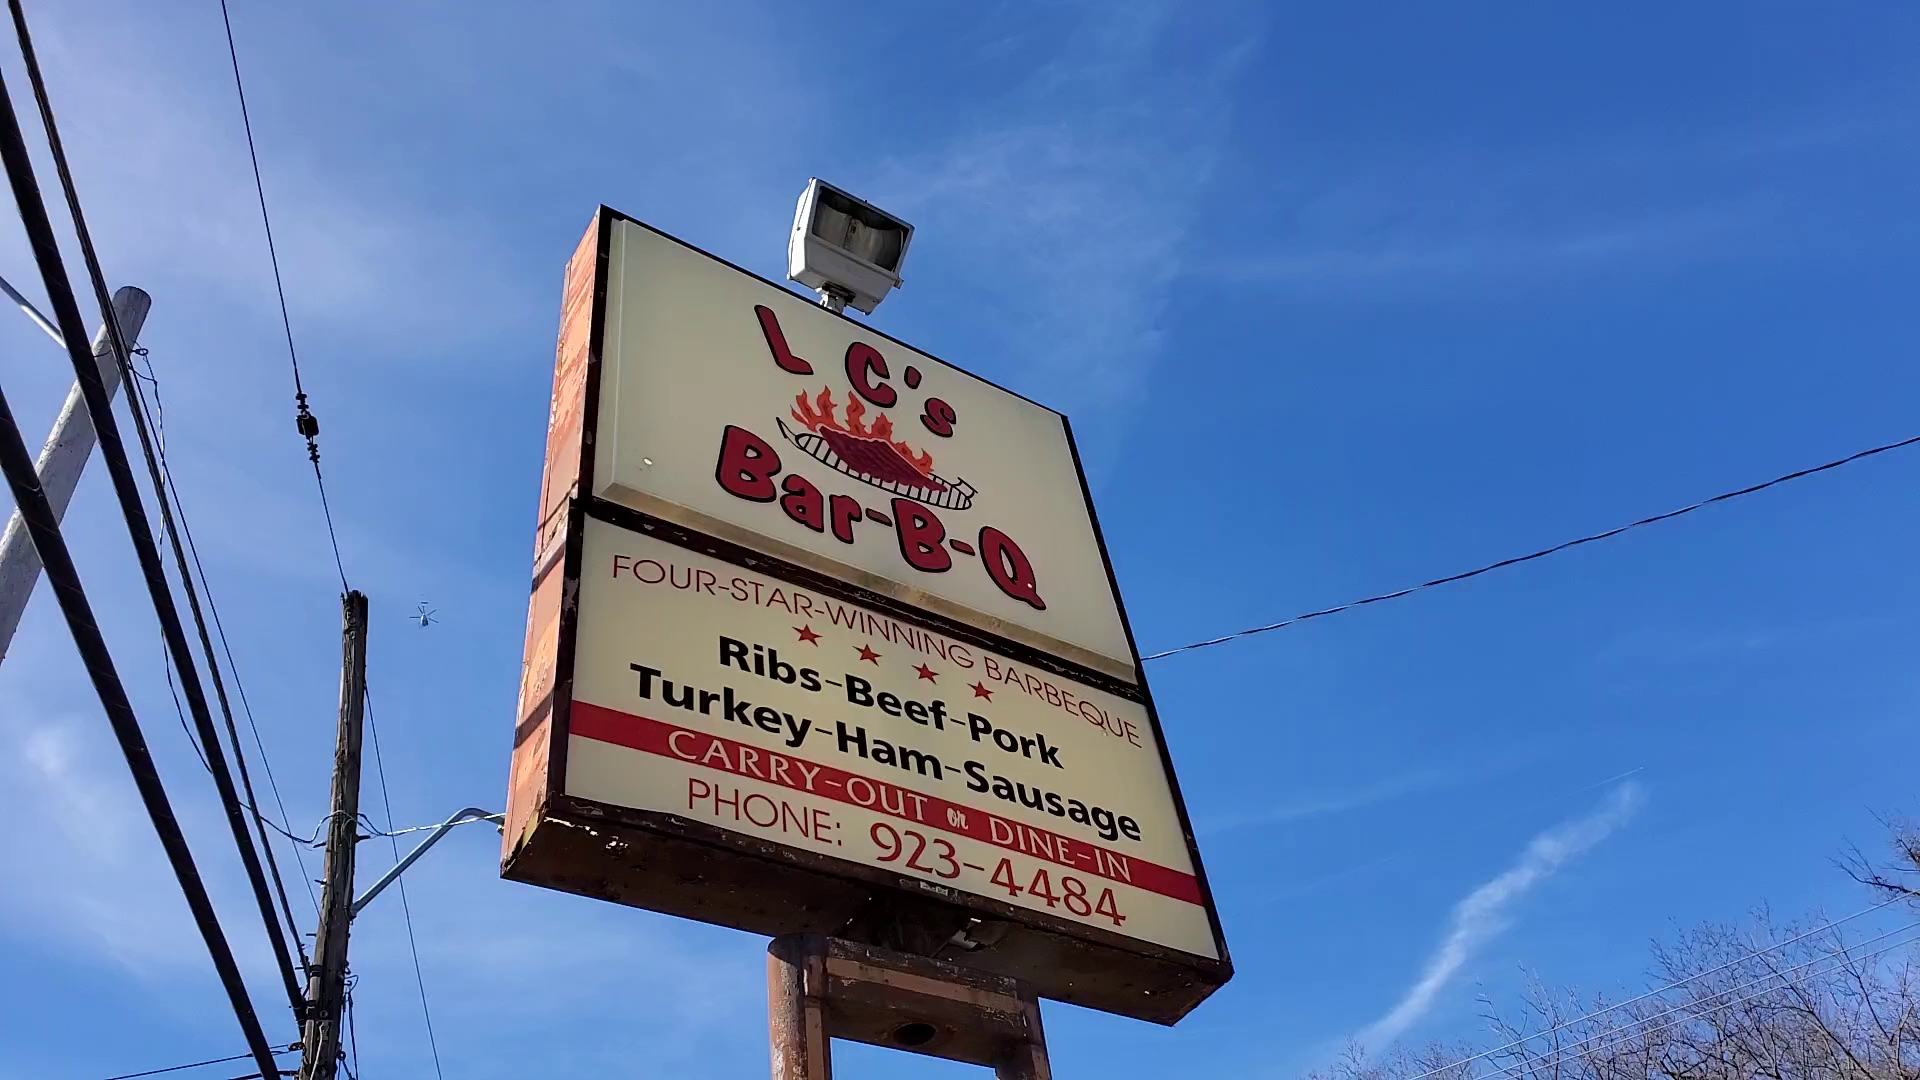 L C's
Bar-B-Q
FOUR-STAR-WINNING BARBEQUE
Ribs-Beef-Pork
Turkey-Ham-Sausage
CARRY-OUT or DINE-IN
PHONE: 923-4484